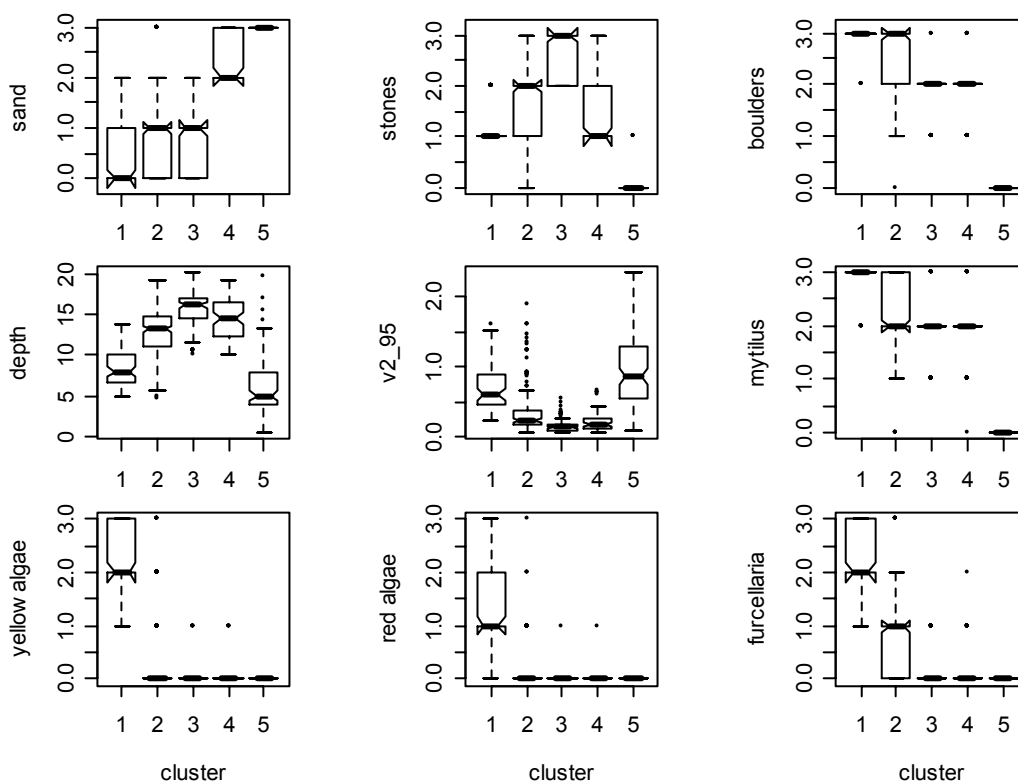 sand
0.0 1.0 2.0 3.0
1 2 3 4 5
stones
0.0 1.0 2.0 3.0
1 2 3 4 5
boulders
0.0 1.0 2.0 3.0
1 2 3 4 5
depth
0 5 10 15 20
1 2 3 4 5
v2_95
0.0 1.0 2.0
1 2 3 4 5
mytilus
0.0 1.0 2.0 3.0
1 2 3 4 5
yellow algae
0.0 1.0 2.0 3.0
1 2 3 4 5
cluster
red algae
0.0 1.0 2.0 3.0
1 2 3 4 5
cluster
furcellaria
0.0 1.0 2.0 3.0
1 2 3 4 5
cluster